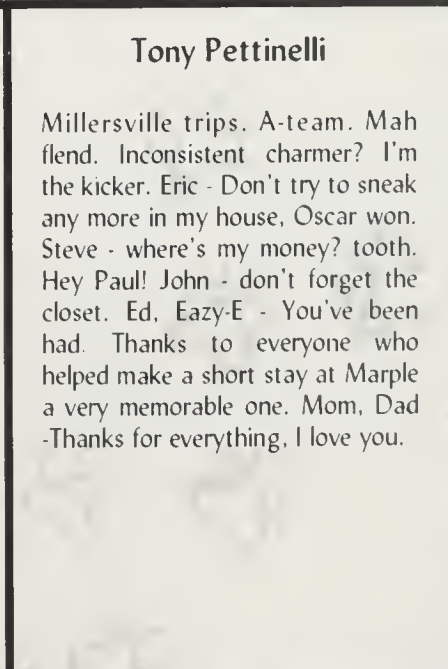 Tony Pettinelli
Millersville trips. A-team. Mah
flend. Inconsistent charmer? I'm
the kicker. Eric - Don't try to sneak
any more in my house, Oscar won.
Steve - where's my money? tooth.
Hey Paul! John - don't forget the
closet. Ed, Eazy-E - You've been
had. Thanks to everyone who
helped make a short stay at Marple
a very memorable one. Mom, Dad
-Thanks for everything, I love you.